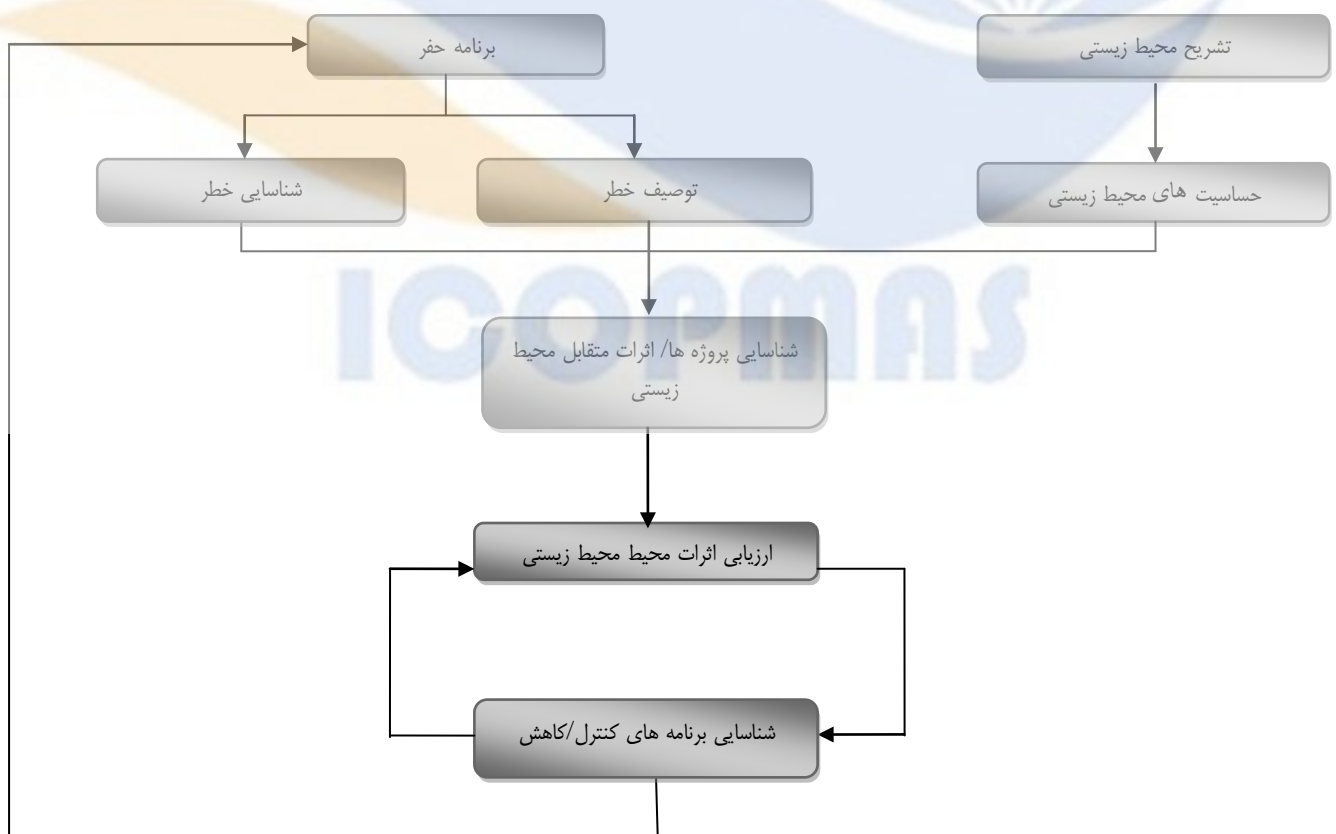 برنامه حفر
تشریح محیط زیستی
شناسایی خطر
توصیف خطر
حساسیت های محیط زیستی
ICOPMAS
شناسایی پروژه ها/ اثرات متقابل محیط
زیستی
ارزیابی اثرات محیط محیط زیستی
شناسایی برنامه های کنترل/کاهش